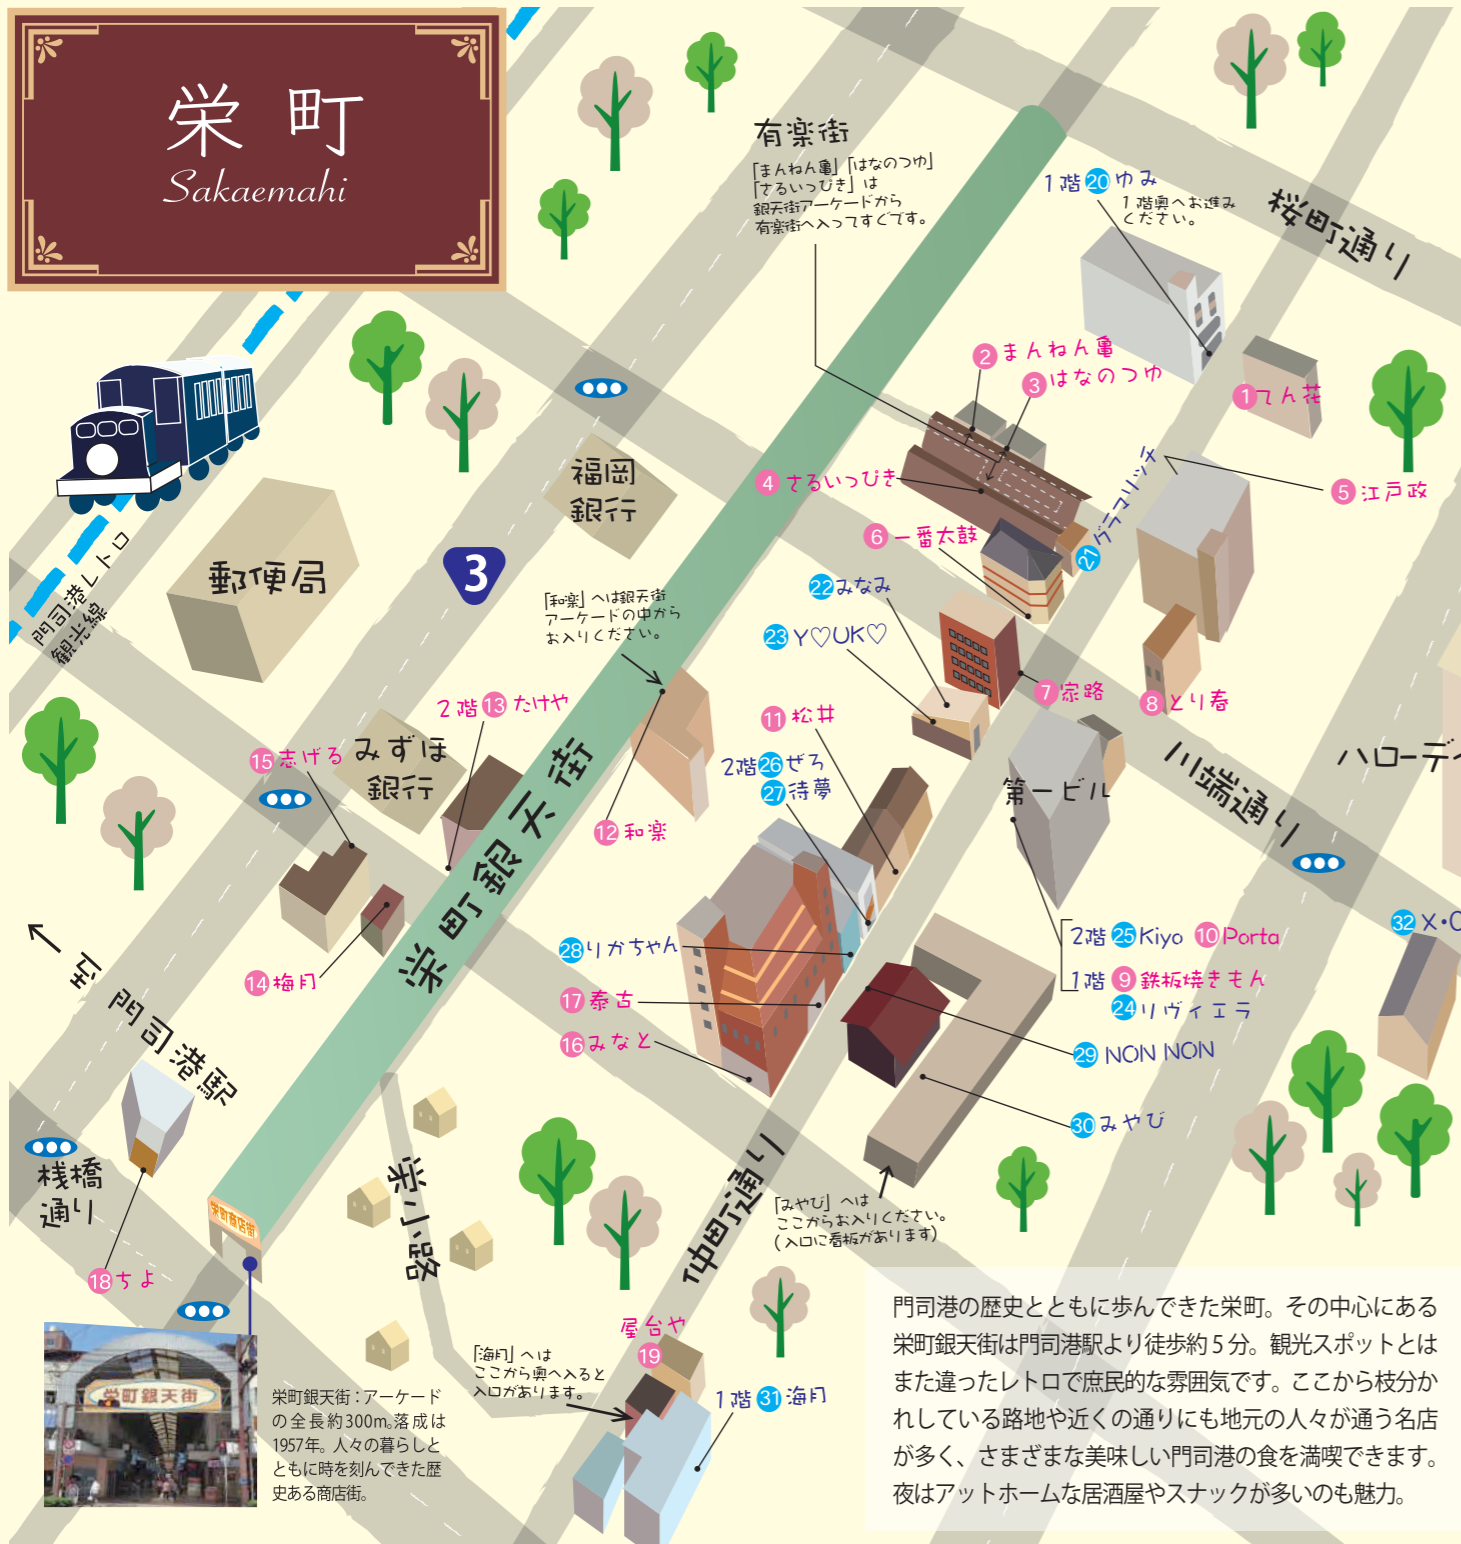 栄町
Sakaemahi
有楽街
「まんねん亀」「はなのつゆ」
「さるいっぴき」は
銀天街アーケードから
有楽街へ入ってすぐです。
1階 20 ゆみ
1階奥へお進み
ください。
桜町通り
2 まんねん亀
3 はなのつゆ
1 てん花
4 さるいっぴき
5 江戸政
6 一番太鼓
21 グラマリンチ
福岡
銀行
3
郵便局
門司港レトロ
観光線
「和楽」へは銀天街
アーケードの中から
お入りください。
22 みなみ
23 Y♡UK♡
7 家路
8 とり春
2階 13 たけや
11 松井
15 志げる
みずほ
銀行
2階 26 ぜろ
27 待夢
第一ビル
川端通り
ハローデイ
12 和楽
栄町銀天街
2階 25 Kiyo 10 Porta
1階 9 鉄板焼きもん
24 リヴィエラ
32 X・O
28 りかちゃん
14 梅月
17 泰古
16 みなと
29 NON NON
30 みやび
至 門司港駅
桟橋
通り
18 ちよ
栄町商店街
栄小路
仲町通り
「みやび」へは
ここからお入りください。
(入口に看板があります)
屋台や
19
「海月」へは
ここから奥へ入ると
入口があります。
1階 31 海月
栄町銀天街
栄町銀天街：アーケード
の全長約300m。落成は
1957年。人々の暮らしと
ともに時を刻んできた歴
史ある商店街。
門司港の歴史とともに歩んできた栄町。その中心にある
栄町銀天街は門司港駅より徒歩約5分。観光スポットとは
また違ったレトロで庶民的な雰囲気です。ここから枝分か
れしている路地や近くの通りにも地元の人々が通う名店
が多く、さまざまな美味しい門司港の食を満喫できます。
夜はアットホームな居酒屋やスナックが多いのも魅力。